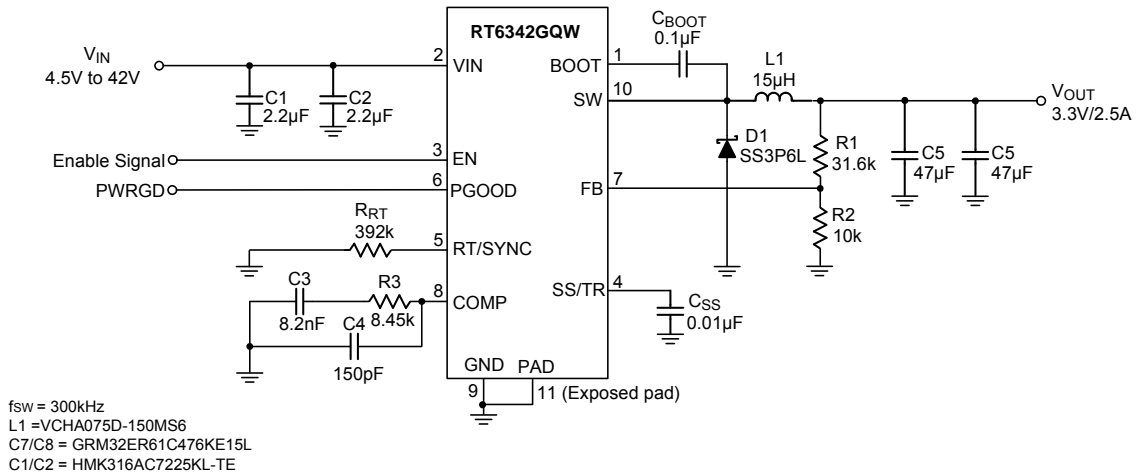 RT6342GQW
VIN
4.5V to 42V
2
VIN
C1
2.2µF
C2
2.2µF
Enable Signal
3
EN
PWRGD
6
PGOOD
RRT
392k
5
RT/SYNC
C3
8.2nF
R3
8.45k
8
COMP
C4
150pF
GND
PAD
9
11 (Exposed pad)
BOOT
1
CBOOT
0.1µF
SW
10
L1
15µH
VOUT
3.3V/2.5A
D1
SS3P6L
R1
31.6k
C5
47µF
C5
47µF
FB
7
R2
10k
SS/TR
4
CSS
0.01µF
fsw = 300kHz
L1 =VCHA075D-150MS6
C7/C8 = GRM32ER61C476KE15L
C1/C2 = HMK316AC7225KL-TE